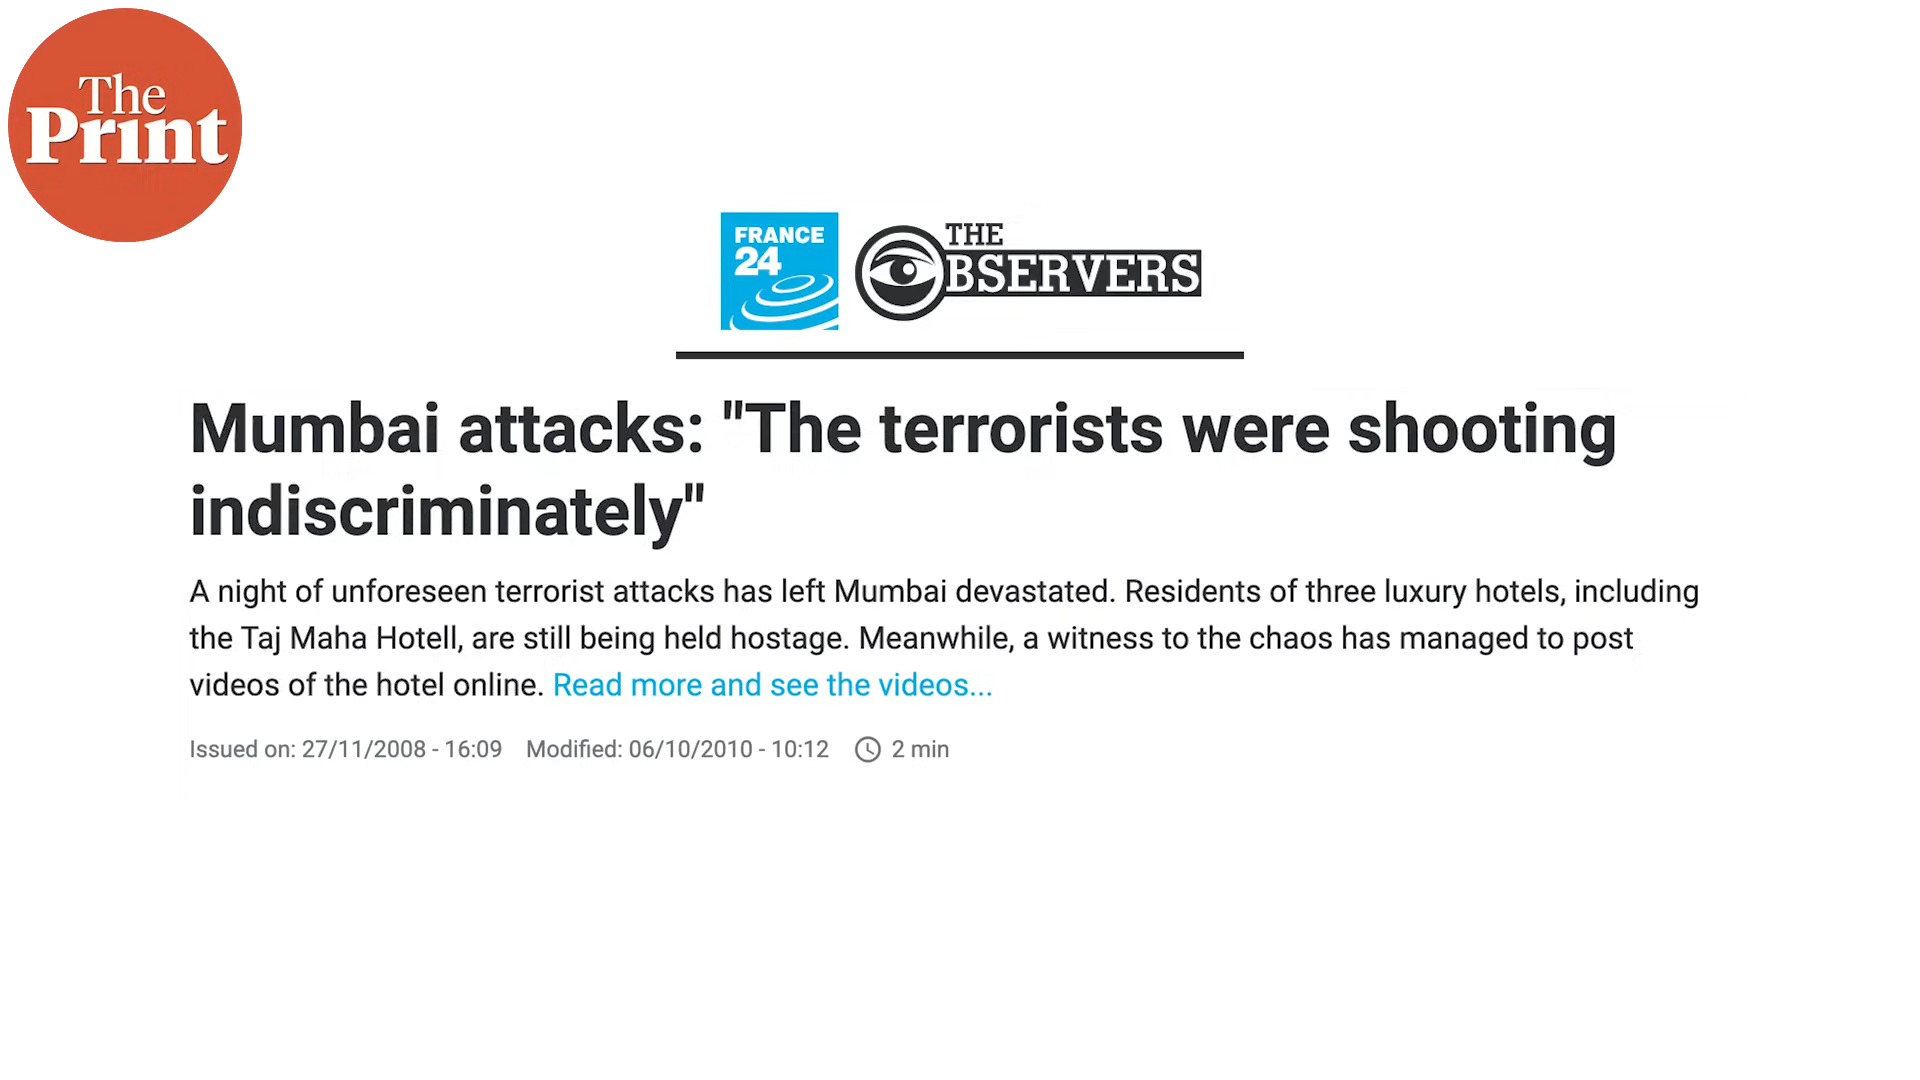 The
Print
FRANCE
24
THE
OBSERVERS
Mumbai attacks: "The terrorists were shooting
indiscriminately"
A night of unforeseen terrorist attacks has left Mumbai devastated. Residents of three luxury hotels, including
the Taj Maha Hotell, are still being held hostage. Meanwhile, a witness to the chaos has managed to post
videos of the hotel online. Read more and see the videos...
Issued on: 27/11/2008 - 16:09 Modified: 06/10/2010 - 10:12 2 min